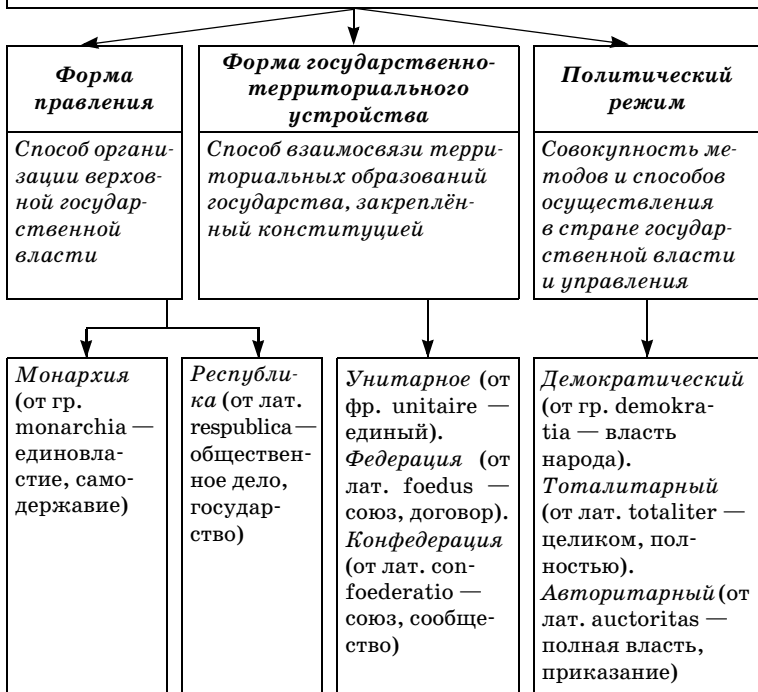 Форма
правления
Способ органи-
зации верхов-
ной государ-
ственной
власти
Форма государственно-
территориального
устройства
Способ взаимосвязи терри-
ториальных образований
государства, закреплён-
ный конституцией
Политический
режим
Совокупность ме-
тодов и способов
осуществления
в стране государ-
ственной власти
и управления
Монархия
(от гр.
monarchia —
единовла-
стие, само-
державие)
Республи-
ка (от лат.
respublica —
обществен-
ное дело,
государ-
ство)
Унитарное (от
фр. unitaire —
единый).
Федерация (от
лат. foedus —
союз, договор).
Конфедерация
(от лат. con-
foederatio —
союз, сообще-
ство)
Демократический
(от гр. demokra-
tia — власть
народа).
Тоталитарный
(от лат. totaliter —
целиком, пол-
ностью).
Авторитарный (от
лат. auctoritas —
полная власть,
приказание)